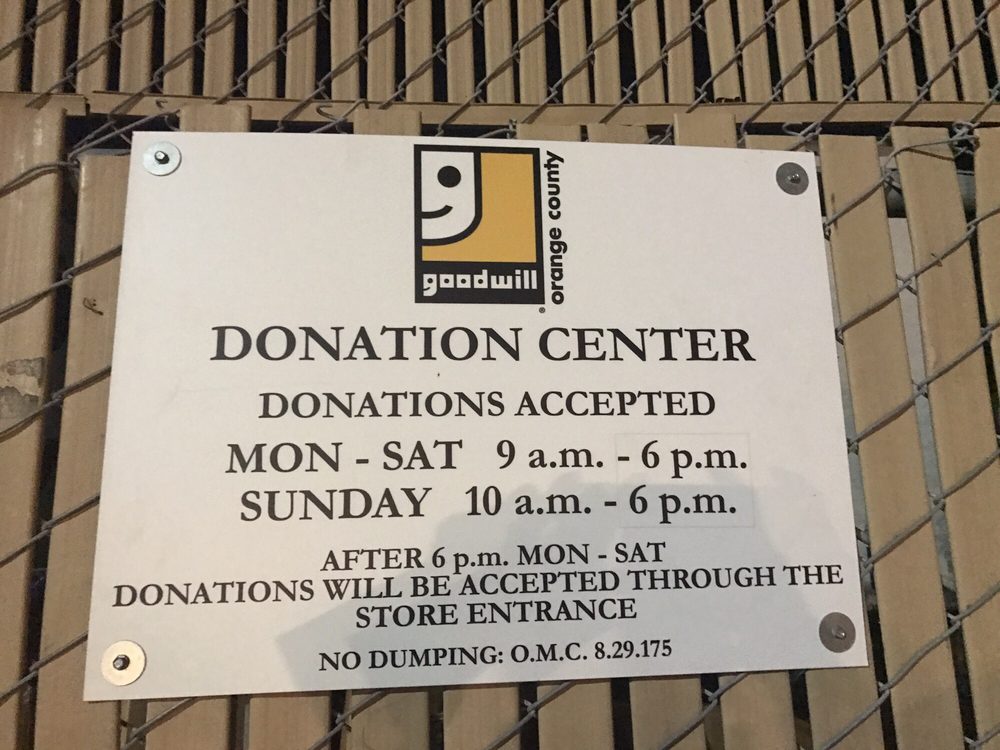 goodwill
orange county
DONATION CENTER
DONATIONS ACCEPTED
MON - SAT 9 a.m. - 6 p.m.
SUNDAY 10 a.m. - 6 p.m.
AFTER 6 p.m. MON - SAT
DONATIONS WILL BE ACCEPTED THROUGH THE
STORE ENTRANCE
NO DUMPING: O.M.C. 8.29.175